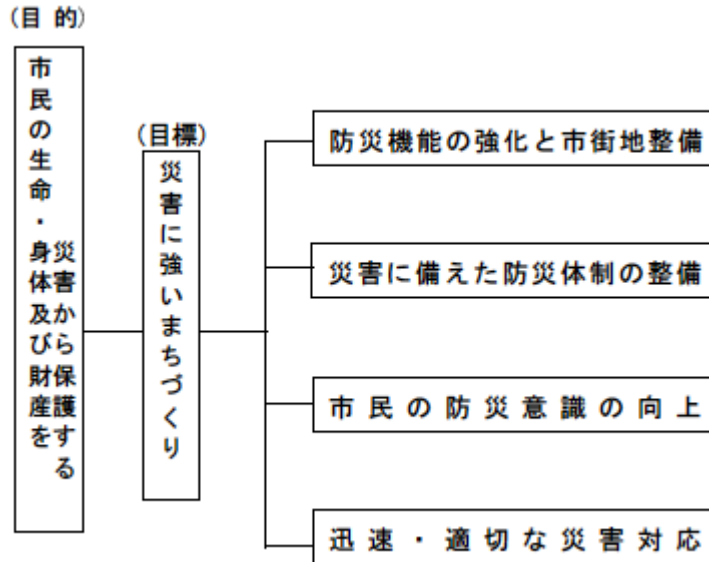 (目 的)
市民の生命・身体及び財産を
災害から保護する
(目標)
災害に強いまちづくり
防災機能の強化と市街地整備
災害に備えた防災体制の整備
市民の防災意識の向上
迅速・適切な災害対応